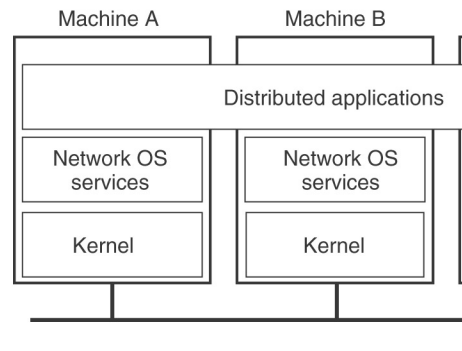 Machine A
Machine B
Distributed applications
Network OS
services
Network OS
services
Kernel
Kernel